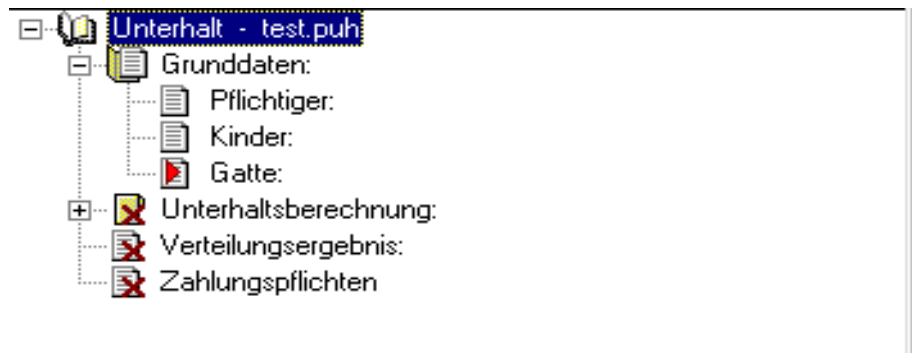 Unterhalt - test.puh
Grunddaten:
Pflichtiger:
Kinder:
Gatte:
Unterhaltsberechnung:
Verteilungsergebnis:
Zahlungspflichten